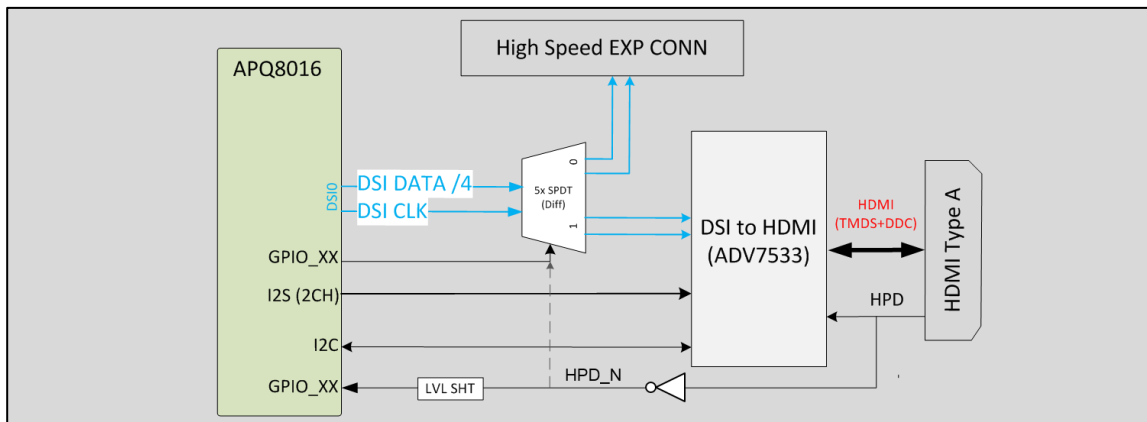 High Speed EXP CONN
APQ8016
DSI0
DSI DATA /4
DSI CLK
5x SPDT
(Diff)
0
1
DSI to HDMI
(ADV7533)
HDMI
(TMDS+DDC)
HDMI Type A
GPIO_XX
I2S (2CH)
HPD
I2C
GPIO_XX
LVL SHT
HPD_N